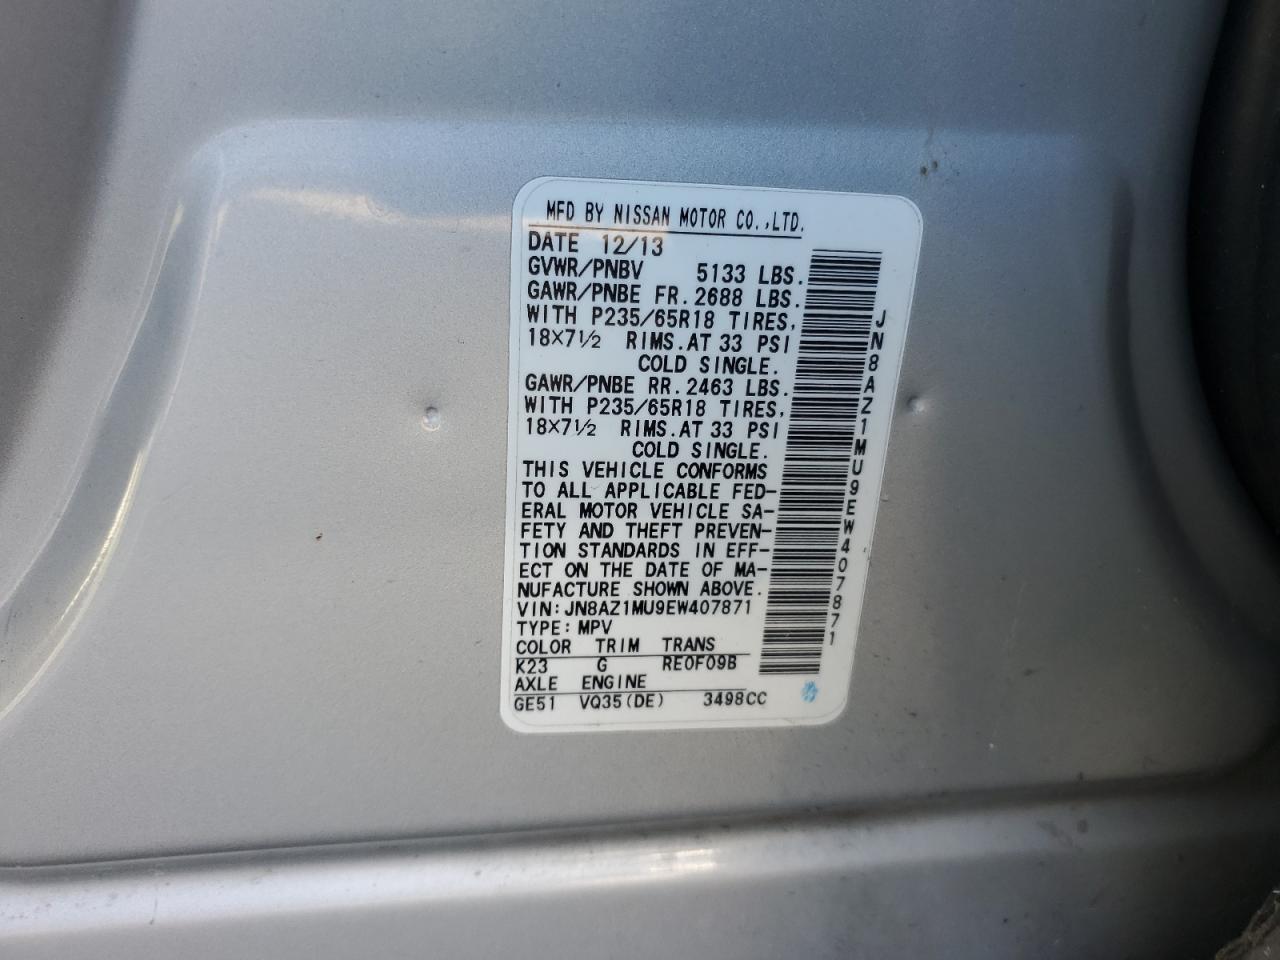 MFD BY NISSAN MOTOR CO.,LTD.
DATE 12/13
GVWR/PNBV 5133 LBS.
GAWR/PNBE FR.2688 LBS.
WITH P235/65R18 TIRES,
18×7½ RIMS.AT 33 PSI
COLD SINGLE.
GAWR/PNBE RR.2463 LBS.
WITH P235/65R18 TIRES,
18×7½ RIMS.AT 33 PSI
COLD SINGLE.
THIS VEHICLE CONFORMS
TO ALL APPLICABLE FED-
ERAL MOTOR VEHICLE SA-
FETY AND THEFT PREVEN-
TION STANDARDS IN EFF-
ECT ON THE DATE OF MA-
NUFACTURE SHOWN ABOVE.
VIN:JN8AZ1MU9EW407871
TYPE:MPV
COLOR TRIM TRANS
K23 G RE0F09B
AXLE ENGINE
GE51 VQ35(DE) 3498CC
JN8AZ1MU9EW407871